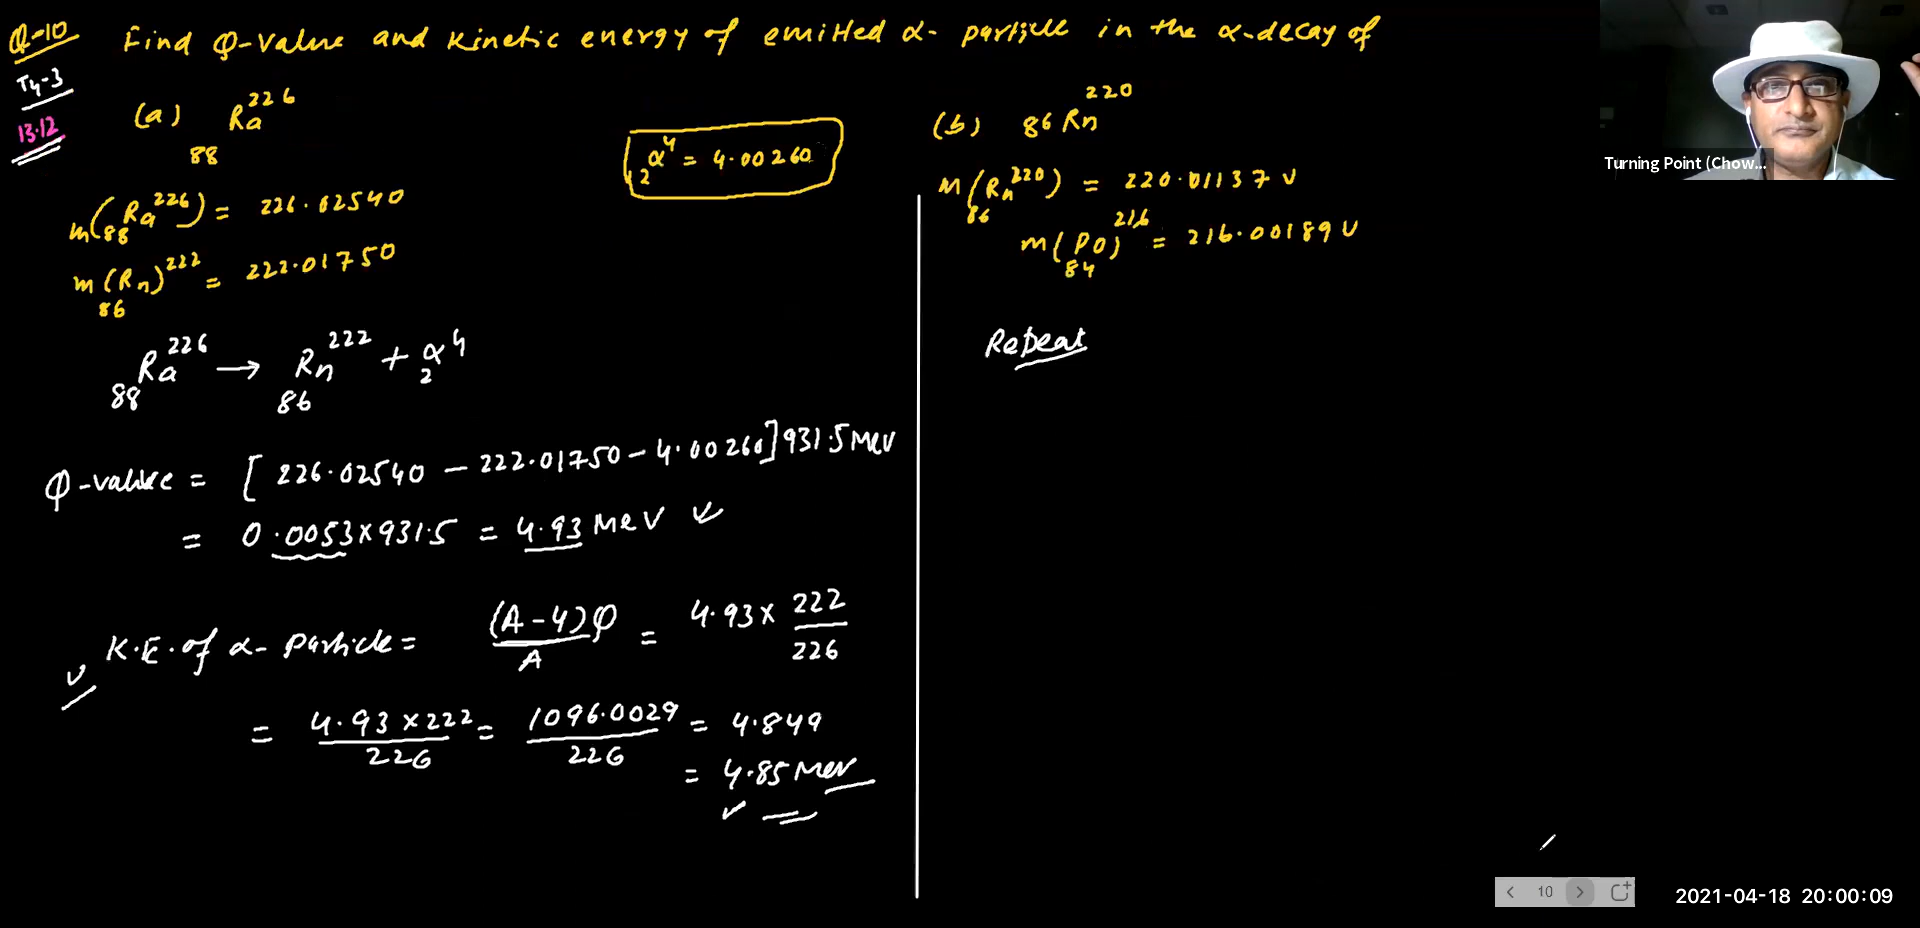 Q-10 Find Q-value and kinetic energy of emitted α- particle in the α-decay of
Ty-3
13.12
(a) ₈₈Ra²²⁶
₂α⁴ = 4.00260
m(₈₈Ra²²⁶) = 226.02540
m(₈₆Rn)²²² = 222.01750
₈₈Ra²²⁶ → ₈₆Rn²²² + ₂α⁴
Q-value = [226.02540 - 222.01750 - 4.00260] 931.5 MeV
= 0.0053×931.5 = 4.93 MeV ✓
✓ K.E. of α- particle = (A-4)Q/A = 4.93 × 222/226
= 4.93×222/226 = 1096.0029/226 = 4.849
= 4.85 MeV
✓
(b) ₈₆Rn²²⁰
m(₈₆Rn²²⁰) = 220.01137 U
m(₈₄Po)²¹⁶ = 216.00189 U
Repeat
Turning Point (Chow...
10
2021-04-18 20:00:09